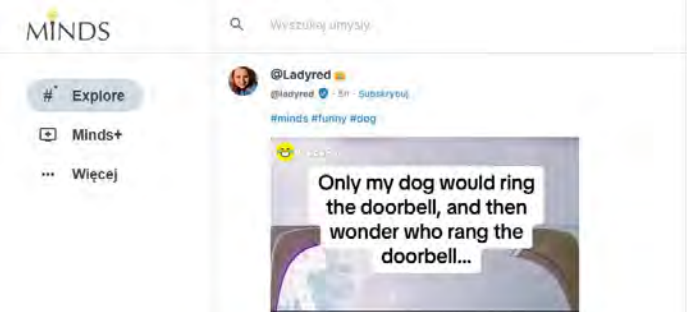 MINDS
Wyszukaj umysły
@Ladyred
@ladyred · 5h · Subskrybuj
#minds #funny #dog
# Explore
Minds+
Więcej
Only my dog would ring
the doorbell, and then
wonder who rang the
doorbell...